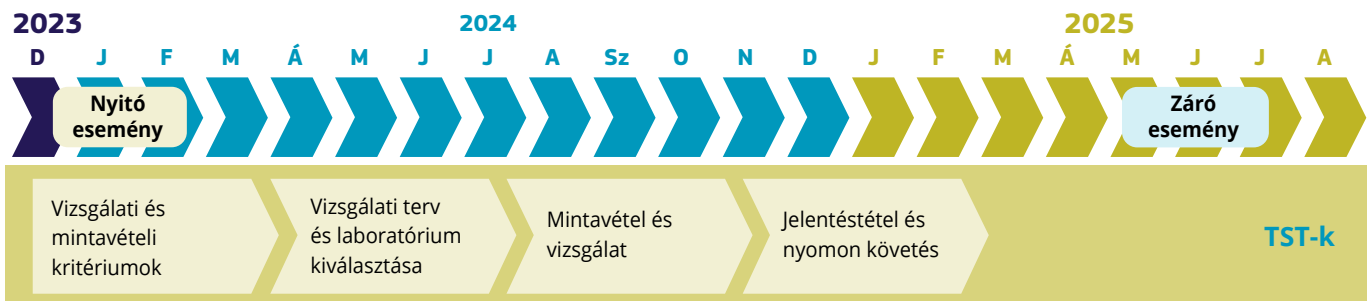 2023 2024 2025
D J F M Á M J J A Sz O N D J F M Á M J J A
Nyitó
esemény
Záró
esemény
Vizsgálati és
mintavételi
kritériumok
Vizsgálati terv
és laboratórium
kiválasztása
Mintavétel és
vizsgálat
Jelentéstétel és
nyomon követés
TST-k